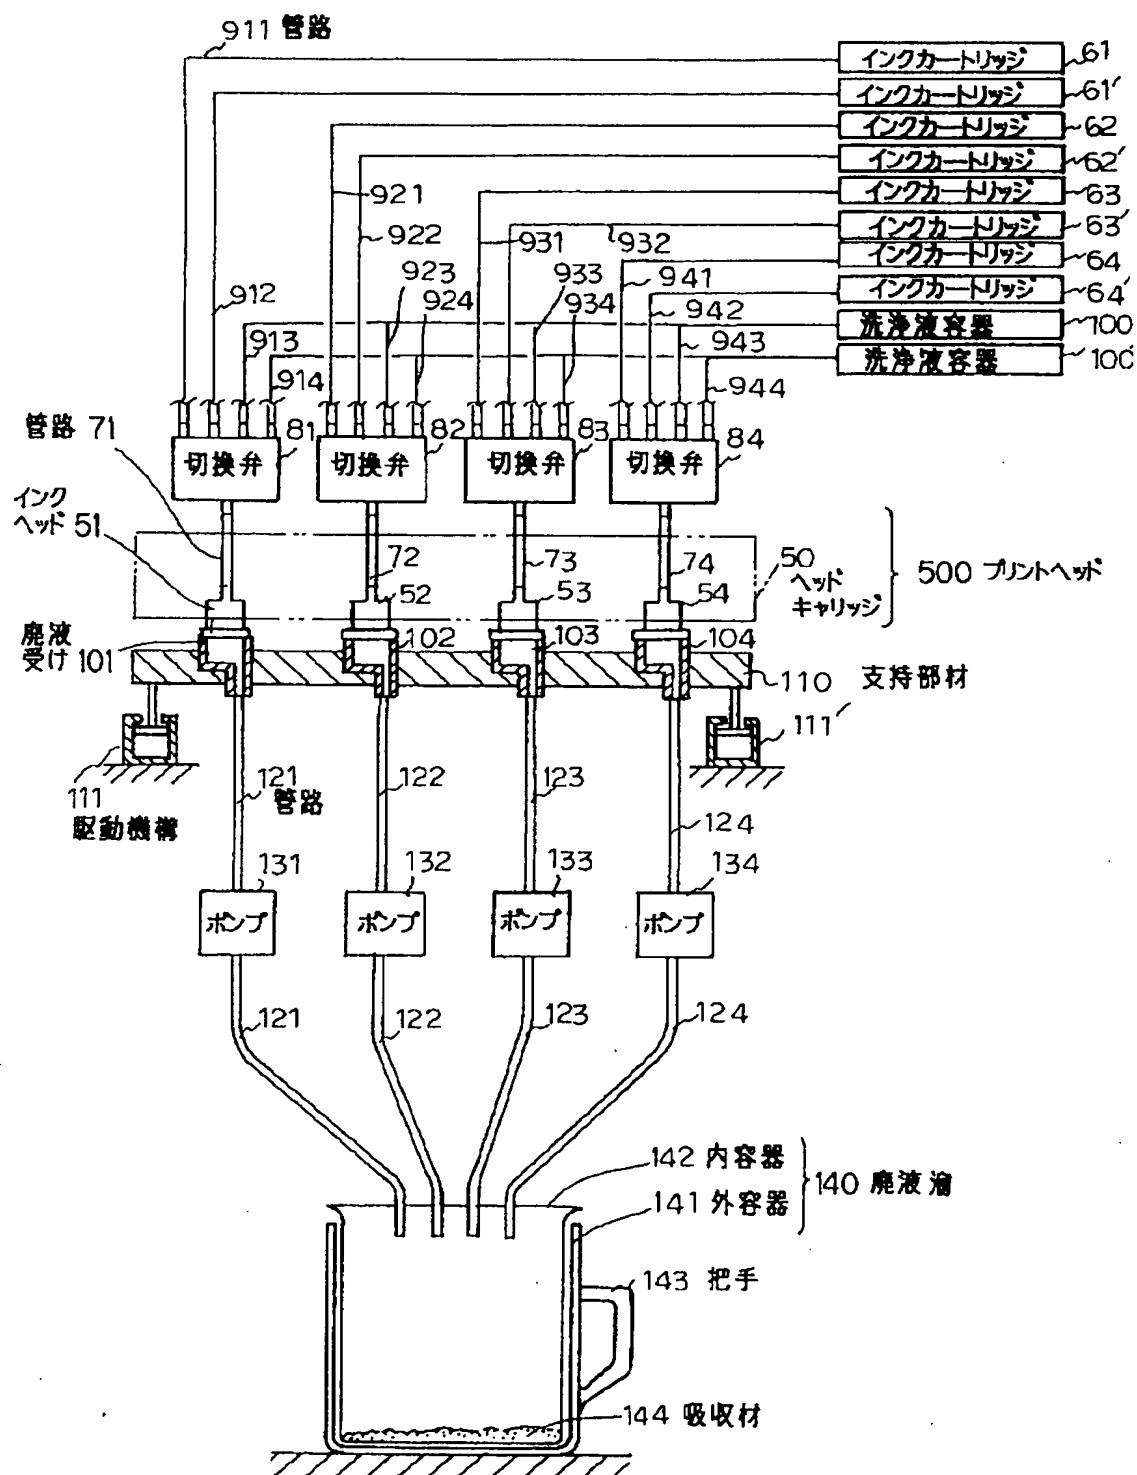 911 管路
インクカートリッジ 61
インクカートリッジ 61'
インクカートリッジ 62
インクカートリッジ 62'
インクカートリッジ 63
インクカートリッジ 63'
インクカートリッジ 64
インクカートリッジ 64'
洗浄液容器 100
洗浄液容器 100'
921
922
931
932
923
924
933
934
941
942
912
913
914
943
944
管路 71
81
82
83
84
切換弁
切換弁
切換弁
切換弁
インク
ヘッド 51
72
73
74
50
ヘッド
キャリッジ
500 プリントヘッド
52
53
54
廃液
受け 101
102
103
104
110 支持部材
111'
111
駆動機構
121
管路
122
123
124
131
132
133
134
ポンプ
ポンプ
ポンプ
ポンプ
121
122
123
124
142 内容器
141 外容器
140 廃液溜
143 把手
144 吸収材